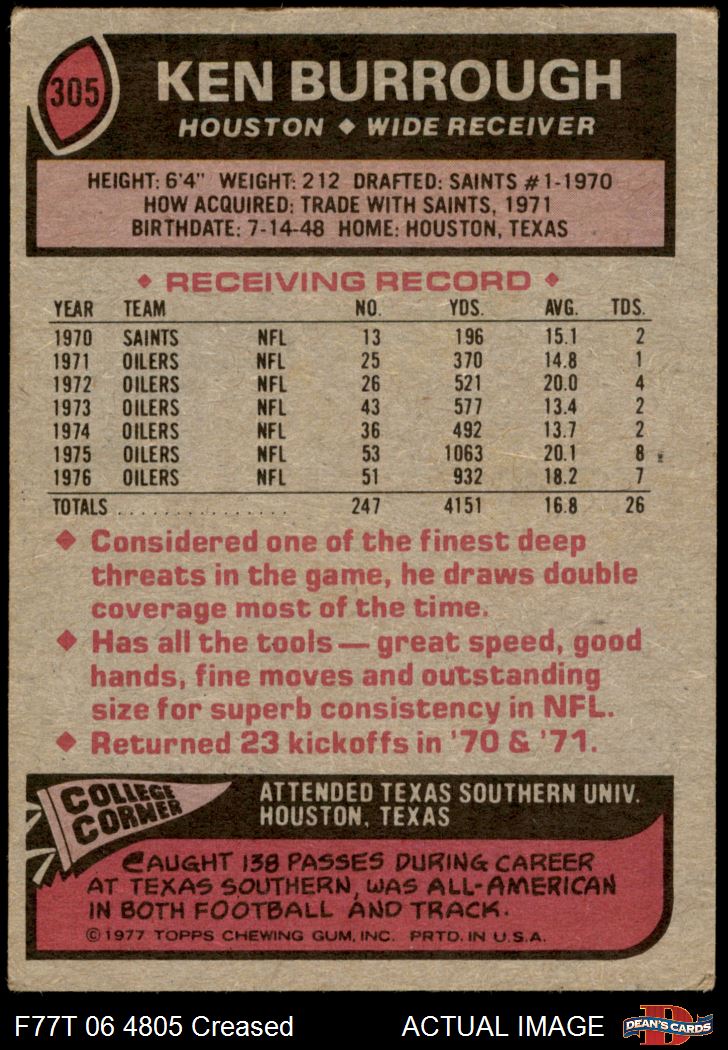 305
KEN BURROUGH
HOUSTON ♦ WIDE RECEIVER
HEIGHT: 6'4" WEIGHT: 212 DRAFTED: SAINTS #1-1970
HOW ACQUIRED: TRADE WITH SAINTS, 1971
BIRTHDATE: 7-14-48 HOME: HOUSTON, TEXAS
♦ RECEIVING RECORD ♦
YEAR TEAM NO. YDS. AVG. TDS.
1970 SAINTS NFL 13 196 15.1 2
1971 OILERS NFL 25 370 14.8 1
1972 OILERS NFL 26 521 20.0 4
1973 OILERS NFL 43 577 13.4 2
1974 OILERS NFL 36 492 13.7 2
1975 OILERS NFL 53 1063 20.1 8
1976 OILERS NFL 51 932 18.2 7
TOTALS . . . . . . . . . . . . . . . 247 4151 16.8 26
♦ Considered one of the finest deep
threats in the game, he draws double
coverage most of the time.
♦ Has all the tools — great speed, good
hands, fine moves and outstanding
size for superb consistency in NFL.
♦ Returned 23 kickoffs in '70 & '71.
COLLEGE
CORNER
ATTENDED TEXAS SOUTHERN UNIV.
HOUSTON, TEXAS
CAUGHT 138 PASSES DURING CAREER
AT TEXAS SOUTHERN, WAS ALL-AMERICAN
IN BOTH FOOTBALL AND TRACK.
© 1977 TOPPS CHEWING GUM, INC. PRTD. IN U.S.A.
F77T 06 4805 Creased ACTUAL IMAGE
D
DEAN'S CARDS